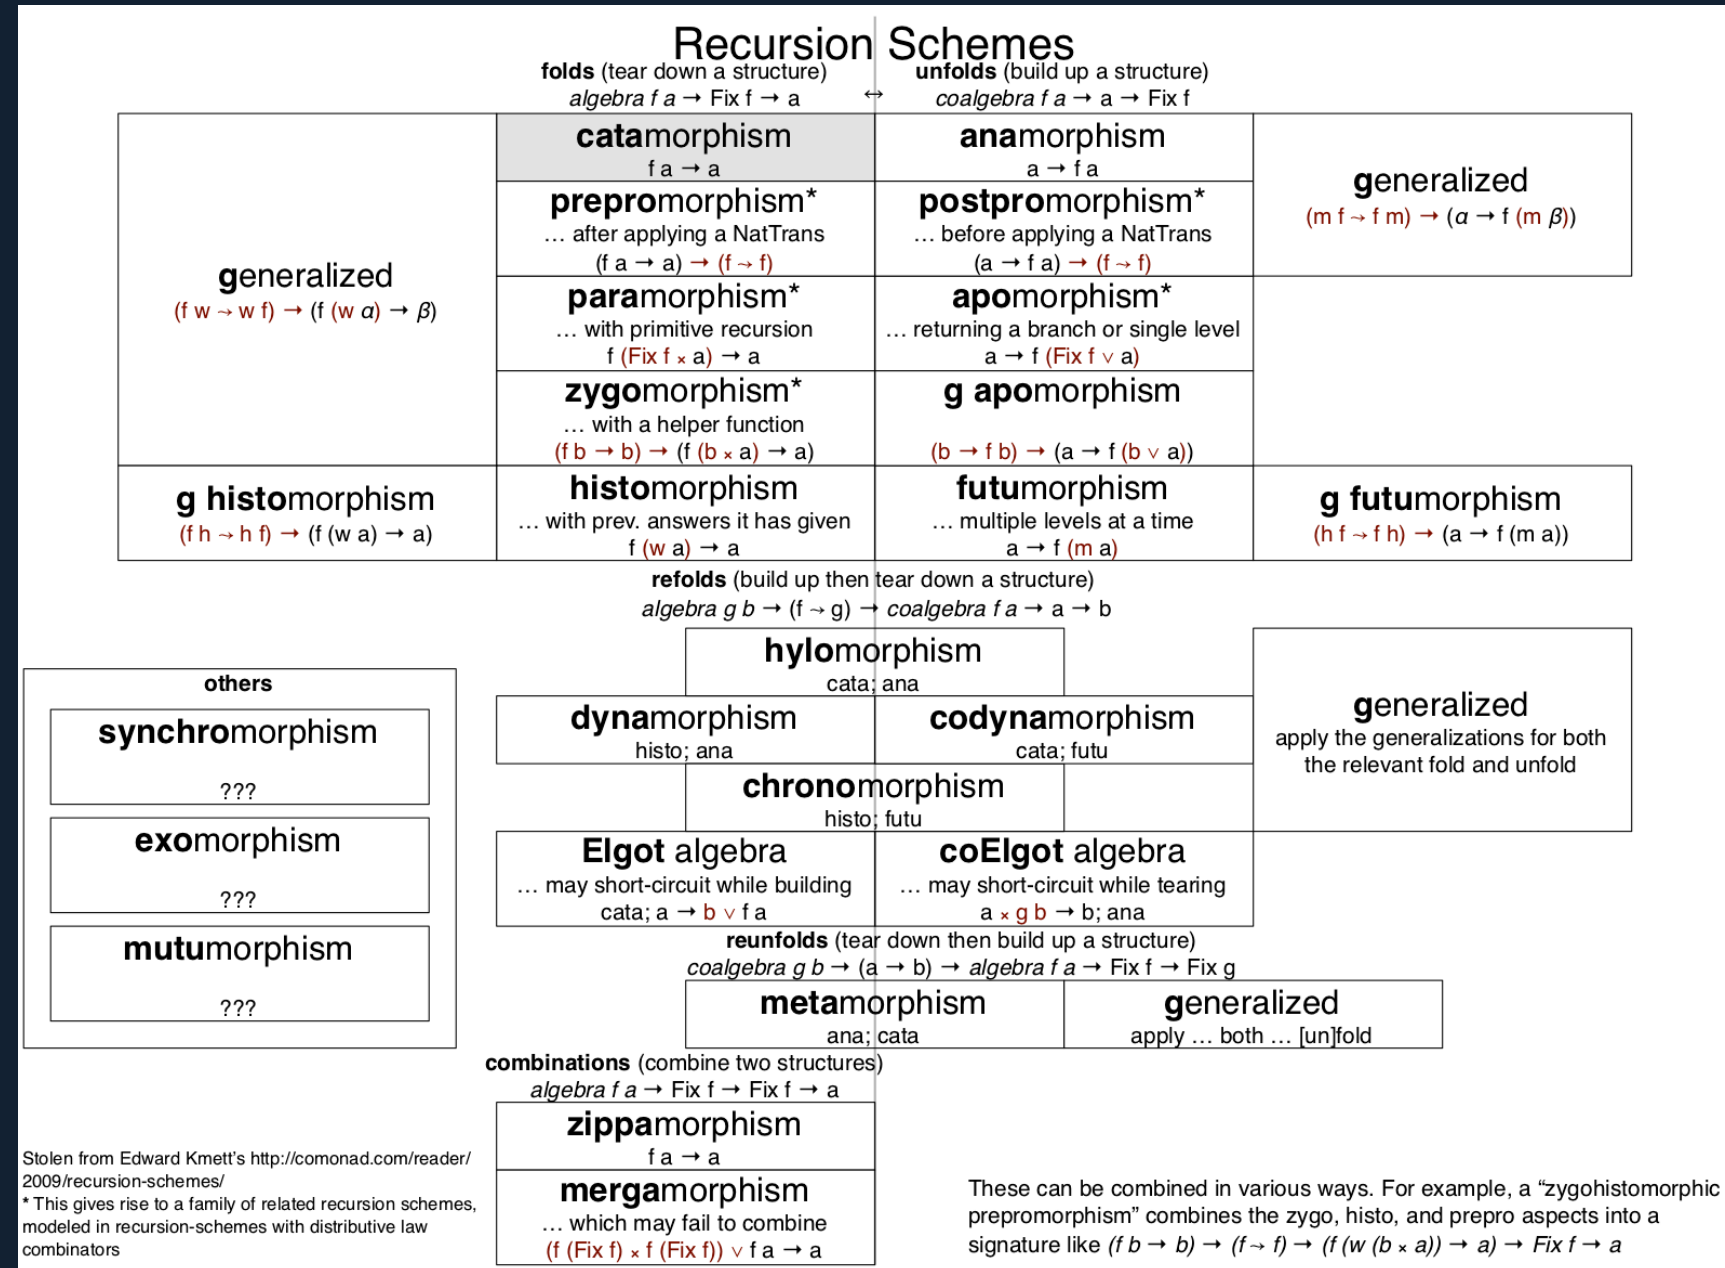 Recursion Schemes
folds (tear down a structure)
algebra f a → Fix f → a
↔
unfolds (build up a structure)
coalgebra f a → a → Fix f
generalized
(f w ⤳ w f) → (f (w α) → β)
catamorphism
f a → a
anamorphism
a → f a
generalized
(m f ⤳ f m) → (α → f (m β))
prepromorphism*
… after applying a NatTrans
(f a → a) → (f ⤳ f)
postpromorphism*
… before applying a NatTrans
(a → f a) → (f ⤳ f)
paramorphism*
… with primitive recursion
f (Fix f × a) → a
apomorphism*
… returning a branch or single level
a → f (Fix f ∨ a)
zygomorphism*
… with a helper function
(f b → b) → (f (b × a) → a)
g apomorphism
(b → f b) → (a → f (b ∨ a))
g histomorphism
(f h ⤳ h f) → (f (w a) → a)
histomorphism
… with prev. answers it has given
f (w a) → a
futumorphism
… multiple levels at a time
a → f (m a)
g futumorphism
(h f ⤳ f h) → (a → f (m a))
refolds (build up then tear down a structure)
algebra g b → (f ⤳ g) → coalgebra f a → a → b
hylomorphism
cata; ana
dynamorphism
histo; ana
codynamorphism
cata; futu
generalized
apply the generalizations for both
the relevant fold and unfold
chronomorphism
histo; futu
Elgot algebra
… may short-circuit while building
cata; a → b ∨ f a
coElgot algebra
… may short-circuit while tearing
a × g b → b; ana
others
synchromorphism
???
exomorphism
???
mutumorphism
???
reunfolds (tear down then build up a structure)
coalgebra g b → (a → b) → algebra f a → Fix f → Fix g
metamorphism
ana; cata
generalized
apply … both … [un]fold
combinations (combine two structures)
algebra f a → Fix f → Fix f → a
zippamorphism
f a → a
mergamorphism
… which may fail to combine
(f (Fix f) × f (Fix f)) ∨ f a → a
Stolen from Edward Kmett’s http://comonad.com/reader/
2009/recursion-schemes/
* This gives rise to a family of related recursion schemes,
modeled in recursion-schemes with distributive law
combinators
These can be combined in various ways. For example, a “zygohistomorphic
prepromorphism” combines the zygo, histo, and prepro aspects into a
signature like (f b → b) → (f ⤳ f) → (f (w (b × a)) → a) → Fix f → a